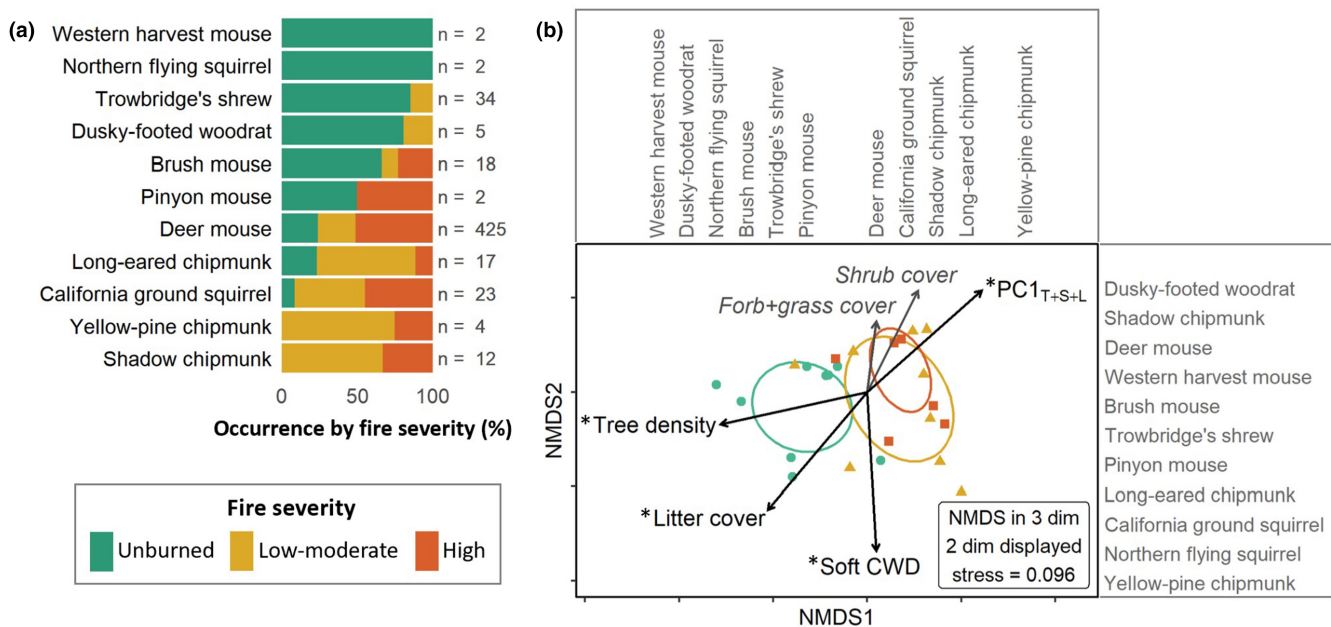 (a)
Western harvest mouse n = 2
Northern flying squirrel n = 2
Trowbridge's shrew n = 34
Dusky-footed woodrat n = 5
Brush mouse n = 18
Pinyon mouse n = 2
Deer mouse n = 425
Long-eared chipmunk n = 17
California ground squirrel n = 23
Yellow-pine chipmunk n = 4
Shadow chipmunk n = 12
0 50 100
Occurrence by fire severity (%)
Fire severity
Unburned Low-moderate High
(b)
Western harvest mouse
Dusky-footed woodrat
Northern flying squirrel
Brush mouse
Trowbridge's shrew
Pinyon mouse
Deer mouse
California ground squirrel
Shadow chipmunk
Long-eared chipmunk
Yellow-pine chipmunk
Shrub cover
*PC1T+S+L
Forb+grass cover
*Tree density
*Litter cover
*Soft CWD
NMDS in 3 dim
2 dim displayed
stress = 0.096
NMDS2
NMDS1
Dusky-footed woodrat
Shadow chipmunk
Deer mouse
Western harvest mouse
Brush mouse
Trowbridge's shrew
Pinyon mouse
Long-eared chipmunk
California ground squirrel
Northern flying squirrel
Yellow-pine chipmunk